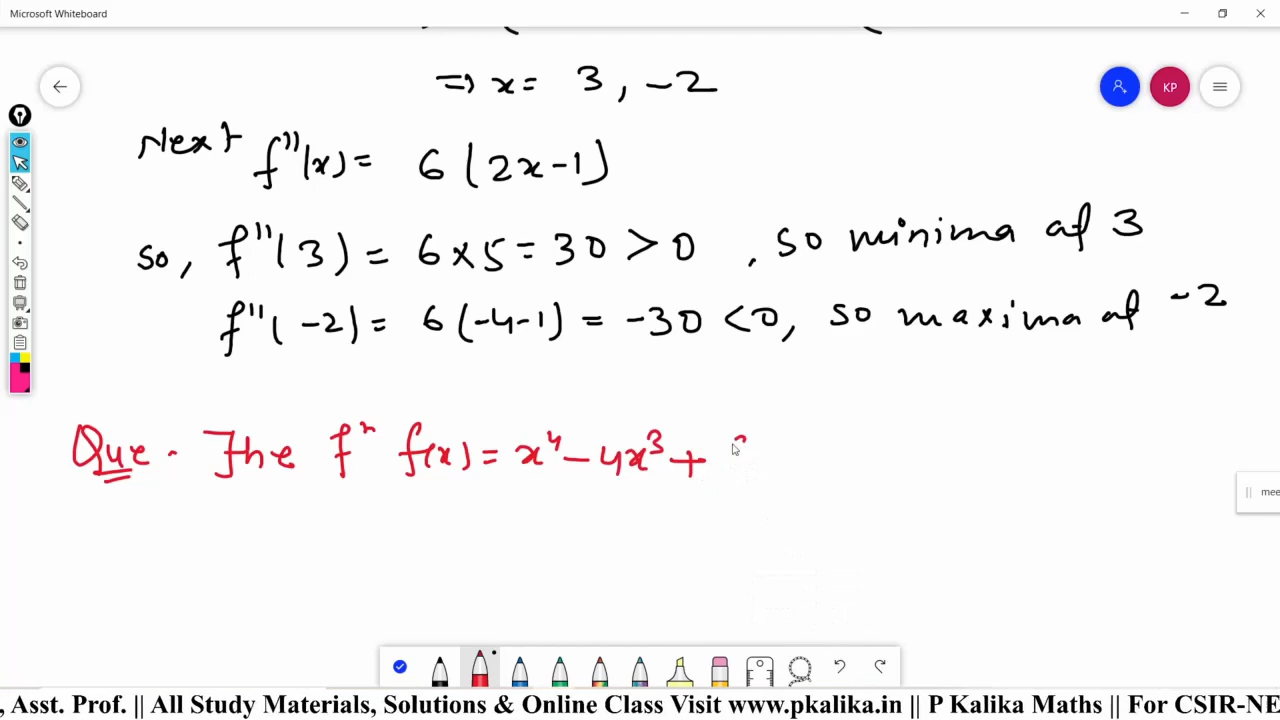 Microsoft Whiteboard
⇒ x = 3, -2
KP
Next f''(x) = 6(2x-1)
so, f''(3) = 6×5 = 30 > 0, so minima at 3
f''(-2) = 6(-4-1) = -30 < 0, so maxima at -2
Que. The fⁿ f(x) = x⁴ - 4x³ +
mee
, Asst. Prof. || All Study Materials, Solutions & Online Class Visit www.pkalika.in || P Kalika Maths || For CSIR-NE